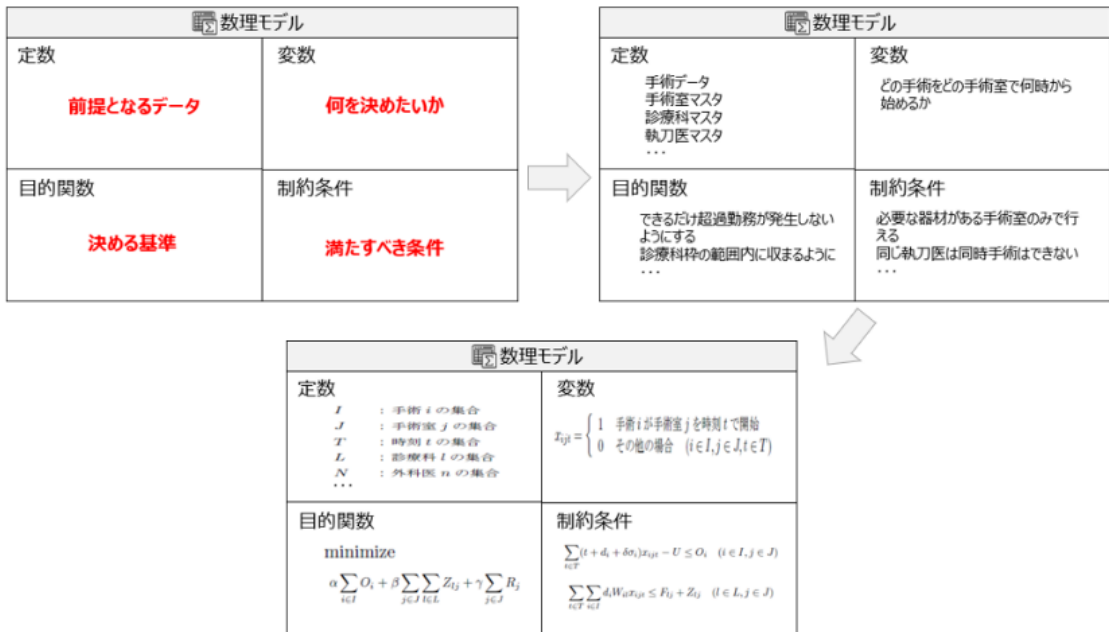 数理モデル
定数
前提となるデータ
変数
何を決めたいか
目的関数
決める基準
制約条件
満たすべき条件
数理モデル
定数
手術データ
手術室マスタ
診療科マスタ
執刀医マスタ
・・・
変数
どの手術をどの手術室で何時から
始めるか
目的関数
できるだけ超過勤務が発生しない
ようにする
診療科枠の範囲内に収まるように
・・・
制約条件
必要な器材がある手術室のみで行
える
同じ執刀医は同時手術はできない
・・・
数理モデル
定数
I : 手術 i の集合
J : 手術室 j の集合
T : 時刻 t の集合
L : 診療科 l の集合
N : 外科医 n の集合
・・・
変数
x_{ijt} = { 1 手術 i が手術室 j を時刻 t で開始
0 その他の場合 (i∈I, j∈J, t∈T)
目的関数
minimize
α∑_{i∈I} O_i + β∑_{j∈J}∑_{l∈L} Z_{lj} + γ∑_{j∈J} R_j
制約条件
∑_{t∈T}(t + d_i + δσ_i)x_{ijt} − U ≤ O_i (i ∈ I, j ∈ J)
∑_{t∈T}∑_{i∈I} d_i W_{il} x_{ijt} ≤ F_{lj} + Z_{lj} (l ∈ L, j ∈ J)